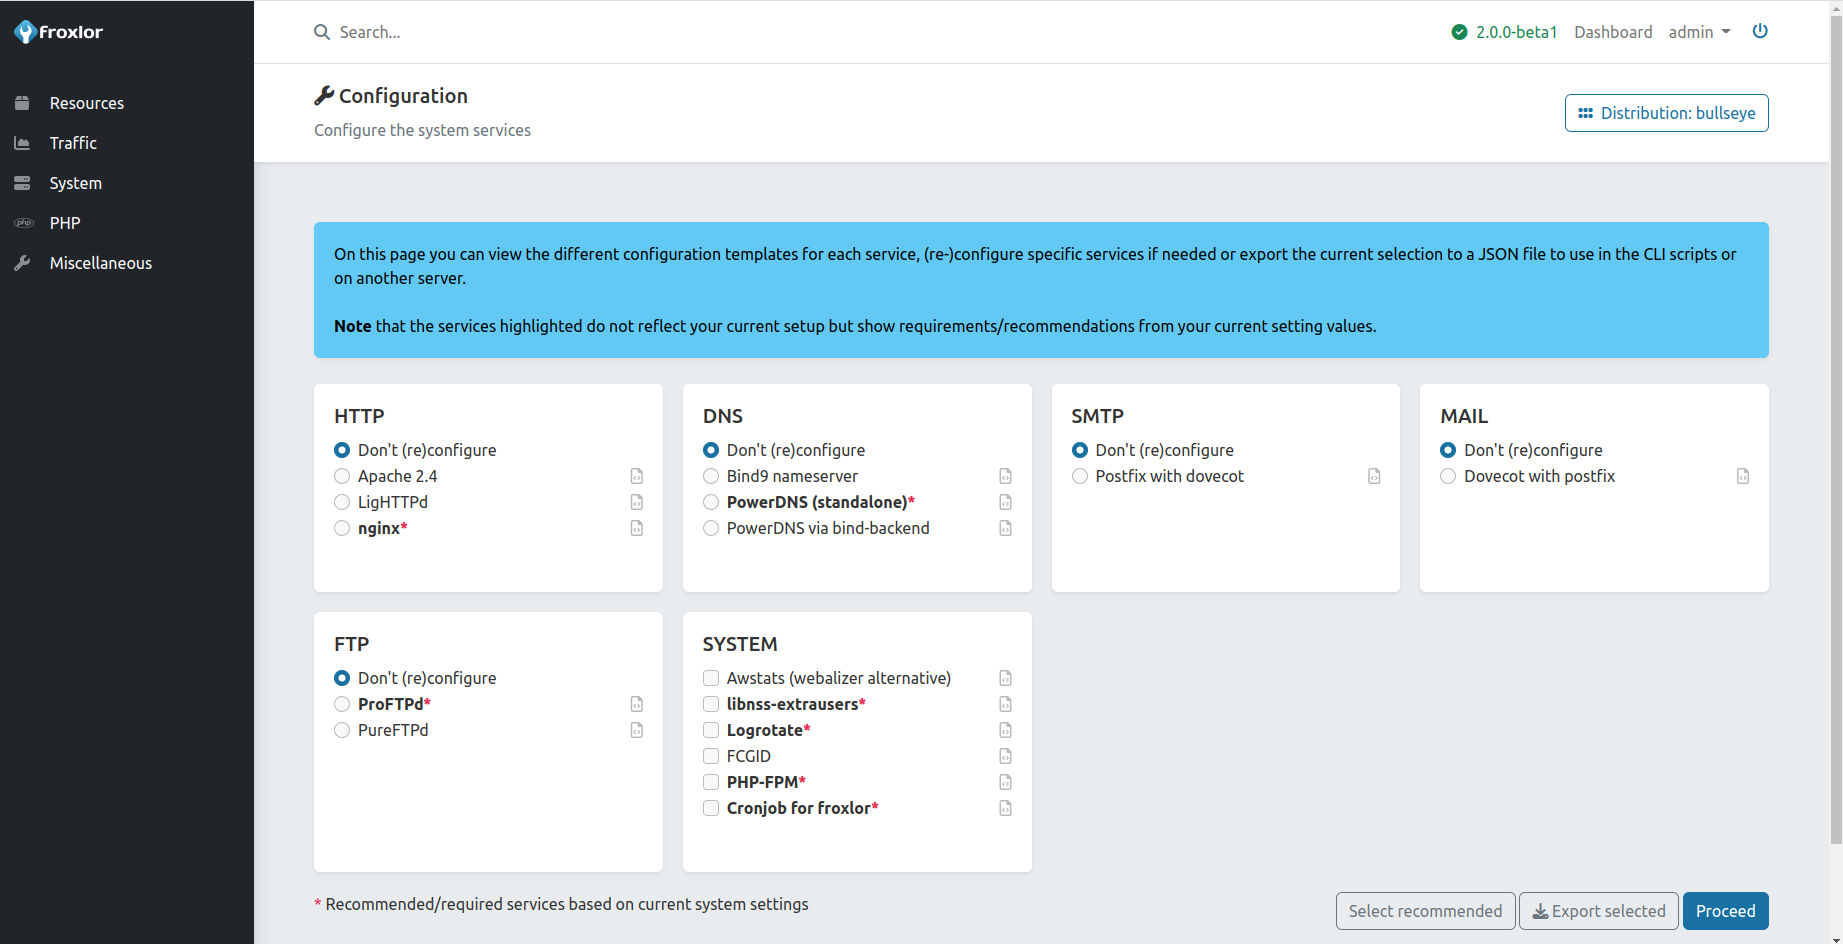 froxlor
Search...
2.0.0-beta1
Dashboard
admin
Resources
Traffic
System
php
PHP
Miscellaneous
Configuration
Configure the system services
Distribution: bullseye
On this page you can view the different configuration templates for each service, (re-)configure specific services if needed or export the current selection to a JSON file to use in the CLI scripts or
on another server.
Note that the services highlighted do not reflect your current setup but show requirements/recommendations from your current setting values.
HTTP
Don't (re)configure
Apache 2.4
LigHTTPd
nginx*
DNS
Don't (re)configure
Bind9 nameserver
PowerDNS (standalone)*
PowerDNS via bind-backend
SMTP
Don't (re)configure
Postfix with dovecot
MAIL
Don't (re)configure
Dovecot with postfix
FTP
Don't (re)configure
ProFTPd*
PureFTPd
SYSTEM
Awstats (webalizer alternative)
libnss-extrausers*
Logrotate*
FCGID
PHP-FPM*
Cronjob for froxlor*
* Recommended/required services based on current system settings
Select recommended
Export selected
Proceed